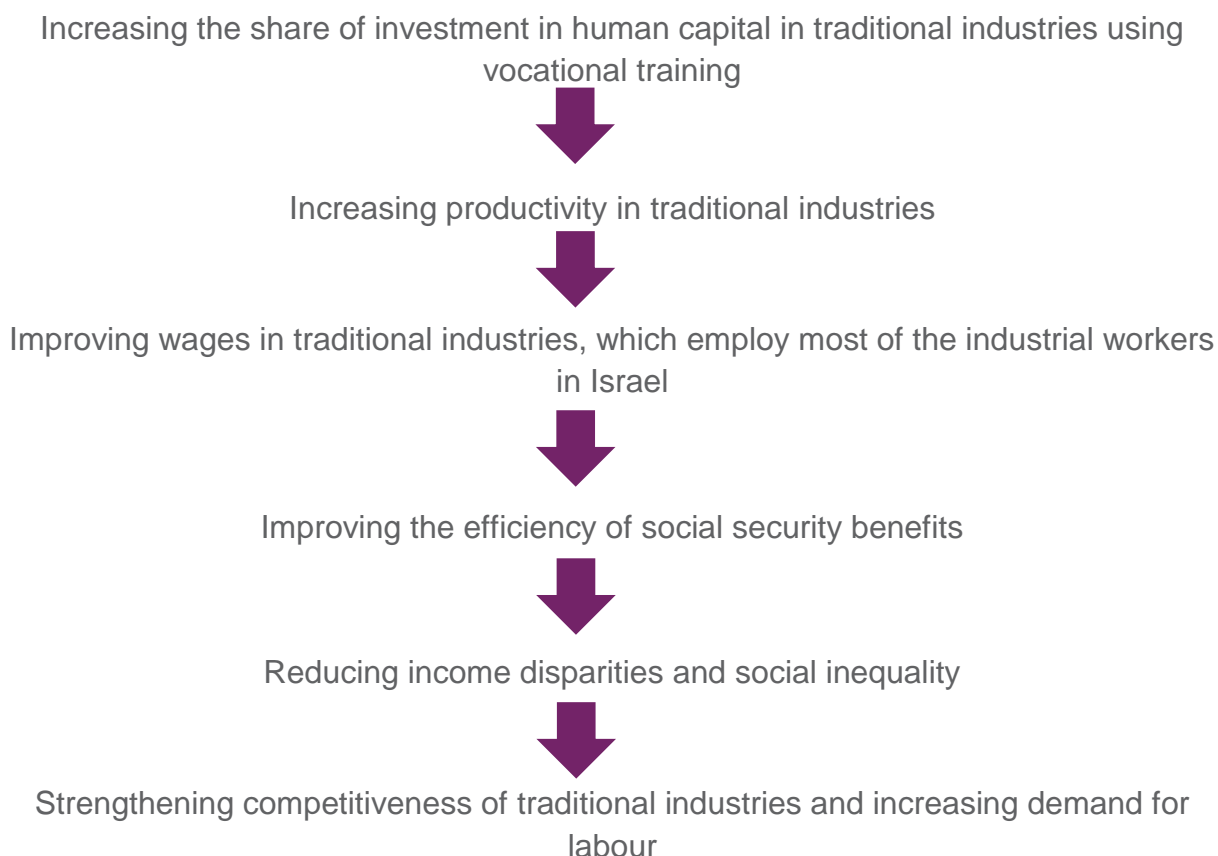 Increasing the share of investment in human capital in traditional industries using
vocational training
Increasing productivity in traditional industries
Improving wages in traditional industries, which employ most of the industrial workers
in Israel
Improving the efficiency of social security benefits
Reducing income disparities and social inequality
Strengthening competitiveness of traditional industries and increasing demand for
labour